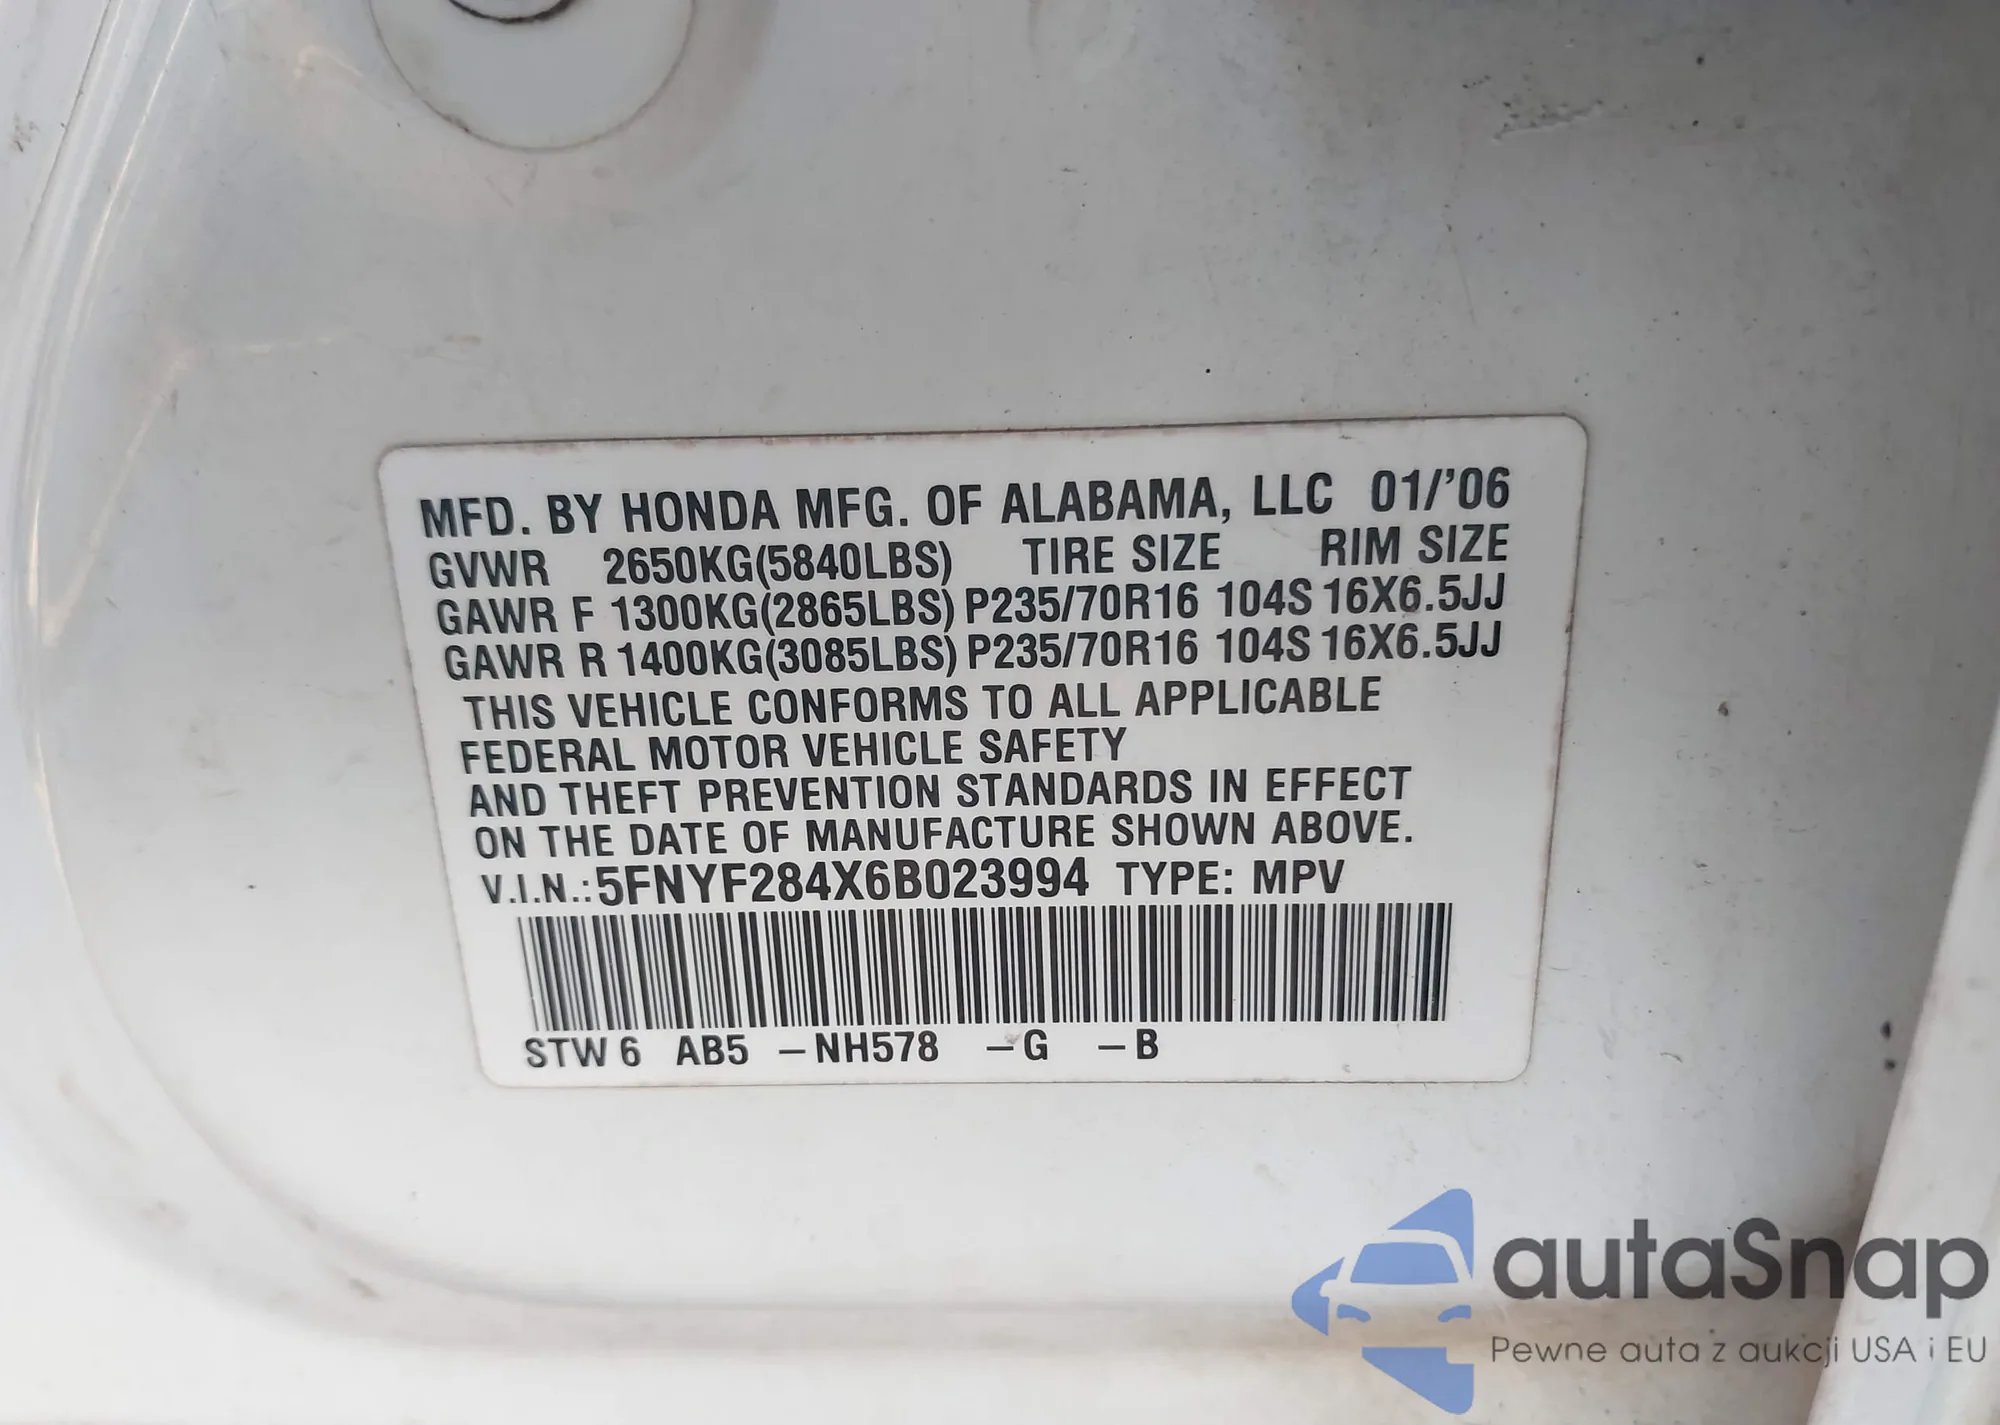 MFD. BY HONDA MFG. OF ALABAMA, LLC 01/'06
GVWR 2650KG(5840LBS) TIRE SIZE RIM SIZE
GAWR F 1300KG(2865LBS) P235/70R16 104S 16X6.5JJ
GAWR R 1400KG(3085LBS) P235/70R16 104S 16X6.5JJ
THIS VEHICLE CONFORMS TO ALL APPLICABLE
FEDERAL MOTOR VEHICLE SAFETY
AND THEFT PREVENTION STANDARDS IN EFFECT
ON THE DATE OF MANUFACTURE SHOWN ABOVE.
V.I.N.:5FNYF284X6B023994 TYPE: MPV
STW 6 AB5 –NH578 –G –B
autaSnap
Pewne auta z aukcji USA i EU